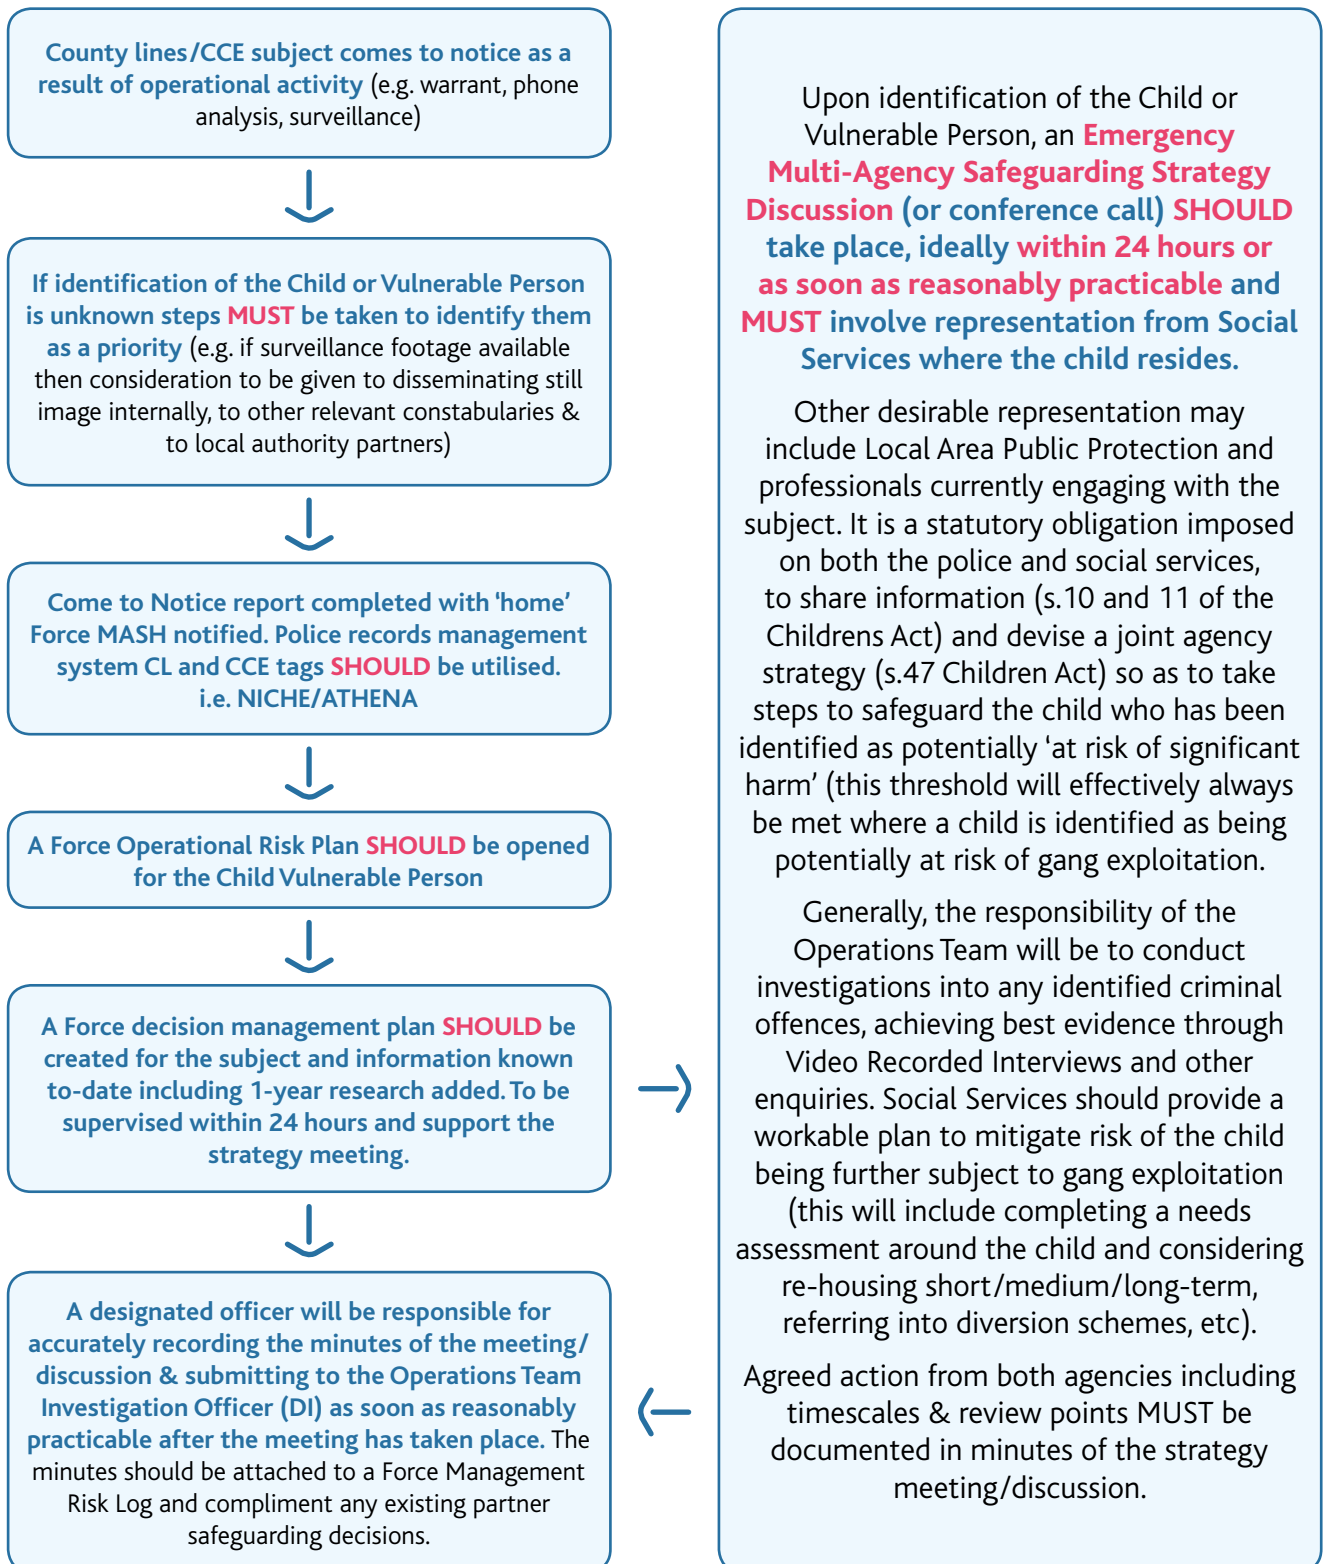 County lines/CCE subject comes to notice as a
result of operational activity (e.g. warrant, phone
analysis, surveillance)
If identification of the Child or Vulnerable Person
is unknown steps MUST be taken to identify them
as a priority (e.g. if surveillance footage available
then consideration to be given to disseminating still
image internally, to other relevant constabularies &
to local authority partners)
Come to Notice report completed with ‘home’
Force MASH notified. Police records management
system CL and CCE tags SHOULD be utilised.
i.e. NICHE/ATHENA
A Force Operational Risk Plan SHOULD be opened
for the Child Vulnerable Person
A Force decision management plan SHOULD be
created for the subject and information known
to-date including 1-year research added. To be
supervised within 24 hours and support the
strategy meeting.
A designated officer will be responsible for
accurately recording the minutes of the meeting/
discussion & submitting to the Operations Team
Investigation Officer (DI) as soon as reasonably
practicable after the meeting has taken place. The
minutes should be attached to a Force Management
Risk Log and compliment any existing partner
safeguarding decisions.
Upon identification of the Child or
Vulnerable Person, an Emergency
Multi-Agency Safeguarding Strategy
Discussion (or conference call) SHOULD
take place, ideally within 24 hours or
as soon as reasonably practicable and
MUST involve representation from Social
Services where the child resides.
Other desirable representation may
include Local Area Public Protection and
professionals currently engaging with the
subject. It is a statutory obligation imposed
on both the police and social services,
to share information (s.10 and 11 of the
Childrens Act) and devise a joint agency
strategy (s.47 Children Act) so as to take
steps to safeguard the child who has been
identified as potentially ‘at risk of significant
harm’ (this threshold will effectively always
be met where a child is identified as being
potentially at risk of gang exploitation.
Generally, the responsibility of the
Operations Team will be to conduct
investigations into any identified criminal
offences, achieving best evidence through
Video Recorded Interviews and other
enquiries. Social Services should provide a
workable plan to mitigate risk of the child
being further subject to gang exploitation
(this will include completing a needs
assessment around the child and considering
re-housing short/medium/long-term,
referring into diversion schemes, etc).
Agreed action from both agencies including
timescales & review points MUST be
documented in minutes of the strategy
meeting/discussion.